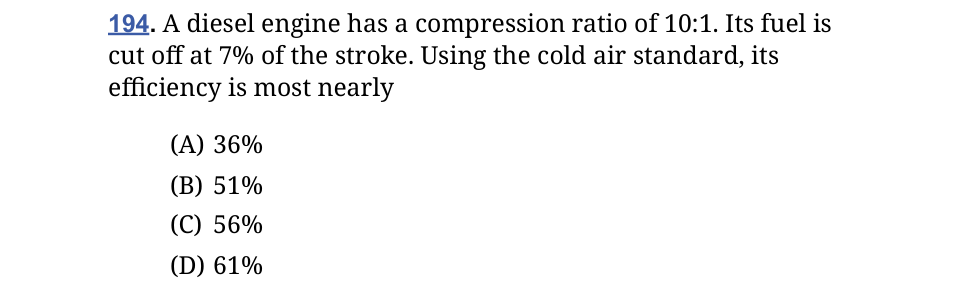 194. A diesel engine has a compression ratio of 10:1. Its fuel is
cut off at 7% of the stroke. Using the cold air standard, its
efficiency is most nearly
(A) 36%
(B) 51%
(C) 56%
(D) 61%